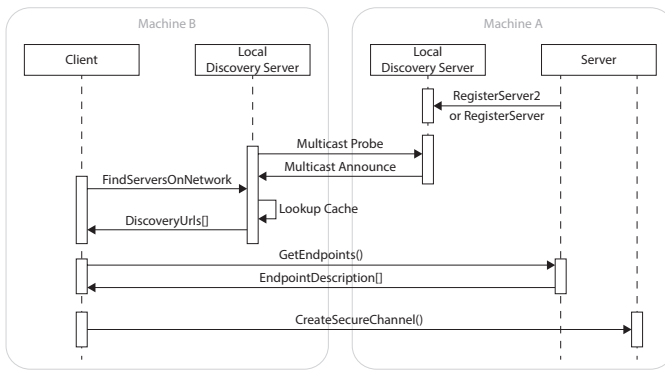 Machine B
Machine A
Client
Local
Discovery Server
Local
Discovery Server
Server
RegisterServer2
or RegisterServer
Multicast Probe
Multicast Announce
FindServersOnNetwork
Lookup Cache
DiscoveryUrls[]
GetEndpoints()
EndpointDescription[]
CreateSecureChannel()